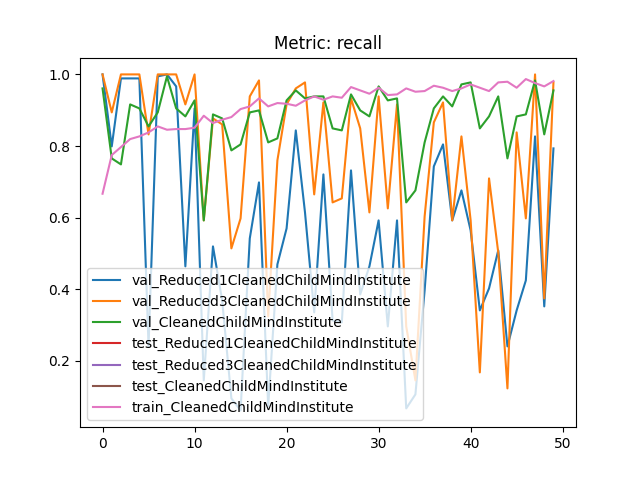 Metric: recall
1.0
0.8
0.6
0.4
0.2
val_Reduced1CleanedChildMindInstitute
val_Reduced3CleanedChildMindInstitute
val_CleanedChildMindInstitute
test_Reduced1CleanedChildMindInstitute
test_Reduced3CleanedChildMindInstitute
test_CleanedChildMindInstitute
train_CleanedChildMindInstitute
0 10 20 30 40 50